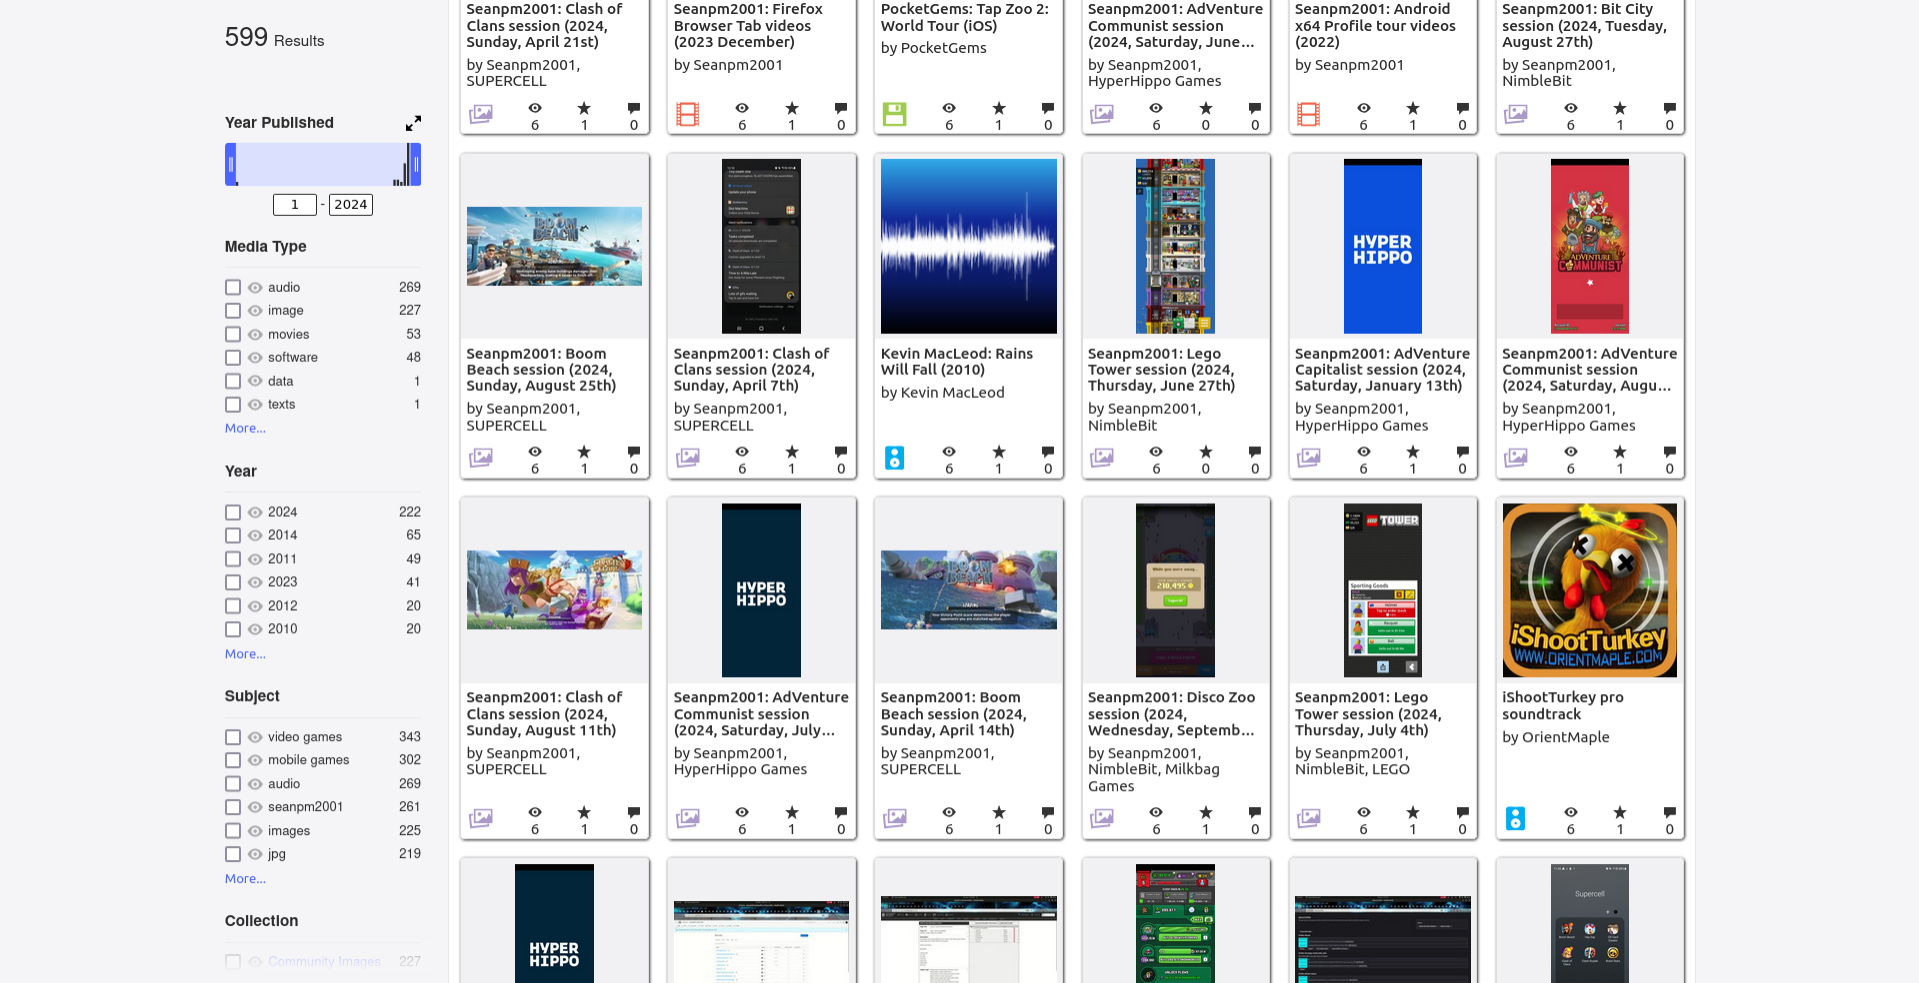 599 Results
Year Published
1 - 2024
Media Type
audio 269
image 227
movies 53
software 48
data 1
texts 1
More...
Year
2024 222
2014 65
2011 49
2023 41
2012 20
2010 20
More...
Subject
video games 343
mobile games 302
audio 269
seanpm2001 261
images 225
jpg 219
More...
Collection
Community Images 227
Seanpm2001: Clash of
Clans session (2024,
Sunday, April 21st)
by Seanpm2001,
SUPERCELL
6 1 0
Seanpm2001: Firefox
Browser Tab videos
(2023 December)
by Seanpm2001
6 1 0
PocketGems: Tap Zoo 2:
World Tour (iOS)
by PocketGems
6 1 0
Seanpm2001: AdVenture
Communist session
(2024, Saturday, June...
by Seanpm2001,
HyperHippo Games
6 0 0
Seanpm2001: Android
x64 Profile tour videos
(2022)
by Seanpm2001
6 1 0
Seanpm2001: Bit City
session (2024, Tuesday,
August 27th)
by Seanpm2001,
NimbleBit
6 1 0
BOOM
BEACH
Seanpm2001: Boom
Beach session (2024,
Sunday, August 25th)
by Seanpm2001,
SUPERCELL
6 1 0
Seanpm2001: Clash of
Clans session (2024,
Sunday, April 7th)
by Seanpm2001,
SUPERCELL
6 1 0
Kevin MacLeod: Rains
Will Fall (2010)
by Kevin MacLeod
6 1 0
Seanpm2001: Lego
Tower session (2024,
Thursday, June 27th)
by Seanpm2001,
NimbleBit
6 0 0
HYPER
HIPPO
Seanpm2001: AdVenture
Capitalist session (2024,
Saturday, January 13th)
by Seanpm2001,
HyperHippo Games
6 1 0
ADVENTURE
COMMUNIST
Seanpm2001: AdVenture
Communist session
(2024, Saturday, Augu...
by Seanpm2001,
HyperHippo Games
6 1 0
Seanpm2001: Clash of
Clans session (2024,
Sunday, August 11th)
by Seanpm2001,
SUPERCELL
6 1 0
HYPER
HIPPO
Seanpm2001: AdVenture
Communist session
(2024, Saturday, July...
by Seanpm2001,
HyperHippo Games
6 1 0
BOOM
BEACH
Seanpm2001: Boom
Beach session (2024,
Sunday, April 14th)
by Seanpm2001,
SUPERCELL
6 1 0
While you were away...
210,495
Seanpm2001: Disco Zoo
session (2024,
Wednesday, Septemb...
by Seanpm2001,
NimbleBit, Milkbag
Games
6 1 0
LEGO TOWER
Sporting Goods
Seanpm2001: Lego
Tower session (2024,
Thursday, July 4th)
by Seanpm2001,
NimbleBit, LEGO
6 1 0
iShootTurkey
WWW.ORIENTMAPLE.COM
iShootTurkey pro
soundtrack
by OrientMaple
6 1 0
HYPER
HIPPO
Supercell